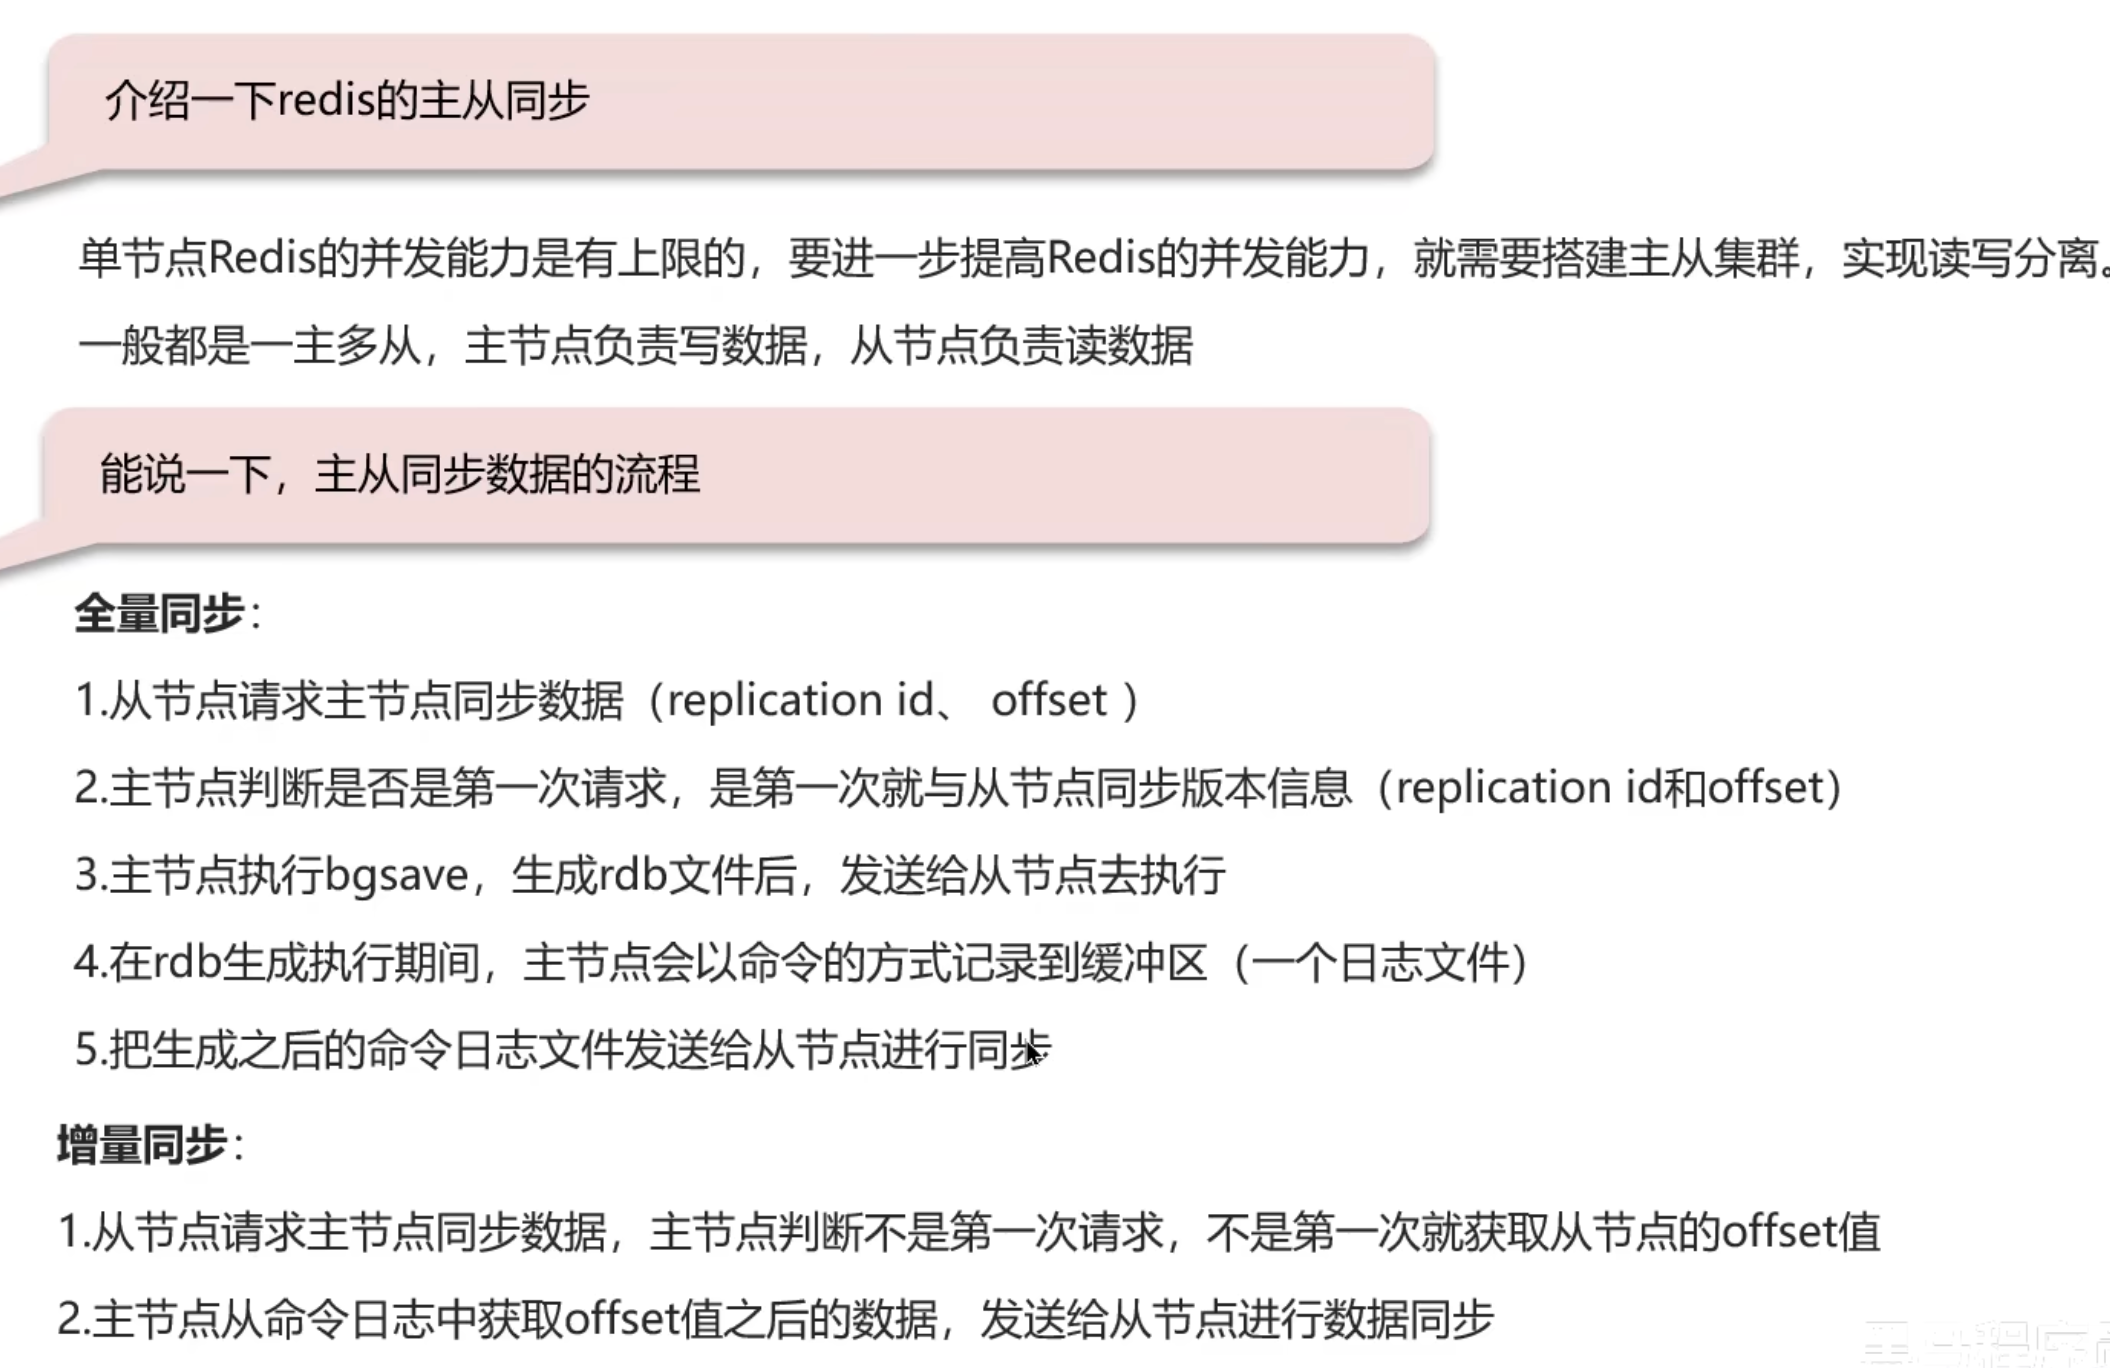 介绍一下redis的主从同步
单节点Redis的并发能力是有上限的，要进一步提高Redis的并发能力，就需要搭建主从集群，实现读写分离。
一般都是一主多从，主节点负责写数据，从节点负责读数据
能说一下，主从同步数据的流程
全量同步：
1.从节点请求主节点同步数据（replication id、 offset ）
2.主节点判断是否是第一次请求，是第一次就与从节点同步版本信息（replication id和offset）
3.主节点执行bgsave，生成rdb文件后，发送给从节点去执行
4.在rdb生成执行期间，主节点会以命令的方式记录到缓冲区（一个日志文件）
5.把生成之后的命令日志文件发送给从节点进行同步
增量同步：
1.从节点请求主节点同步数据，主节点判断不是第一次请求，不是第一次就获取从节点的offset值
2.主节点从命令日志中获取offset值之后的数据，发送给从节点进行数据同步